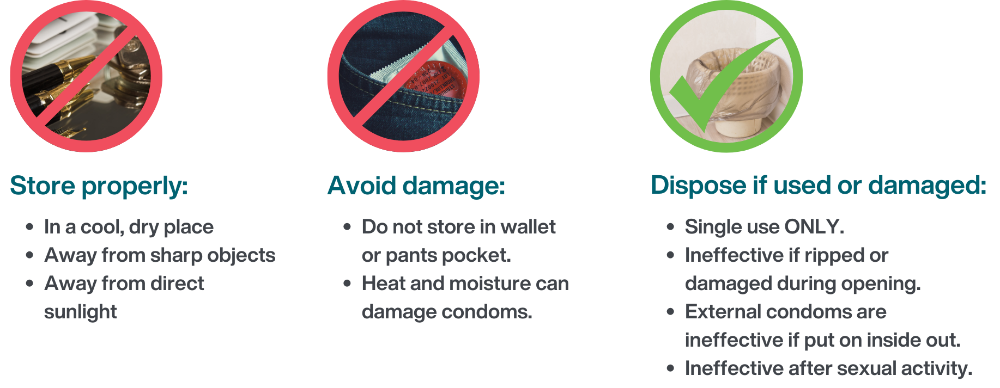 Store properly:
In a cool, dry place
Away from sharp objects
Away from direct
sunlight
Avoid damage:
Do not store in wallet
or pants pocket.
Heat and moisture can
damage condoms.
Dispose if used or damaged:
Single use ONLY.
Ineffective if ripped or
damaged during opening.
External condoms are
ineffective if put on inside out.
Ineffective after sexual activity.